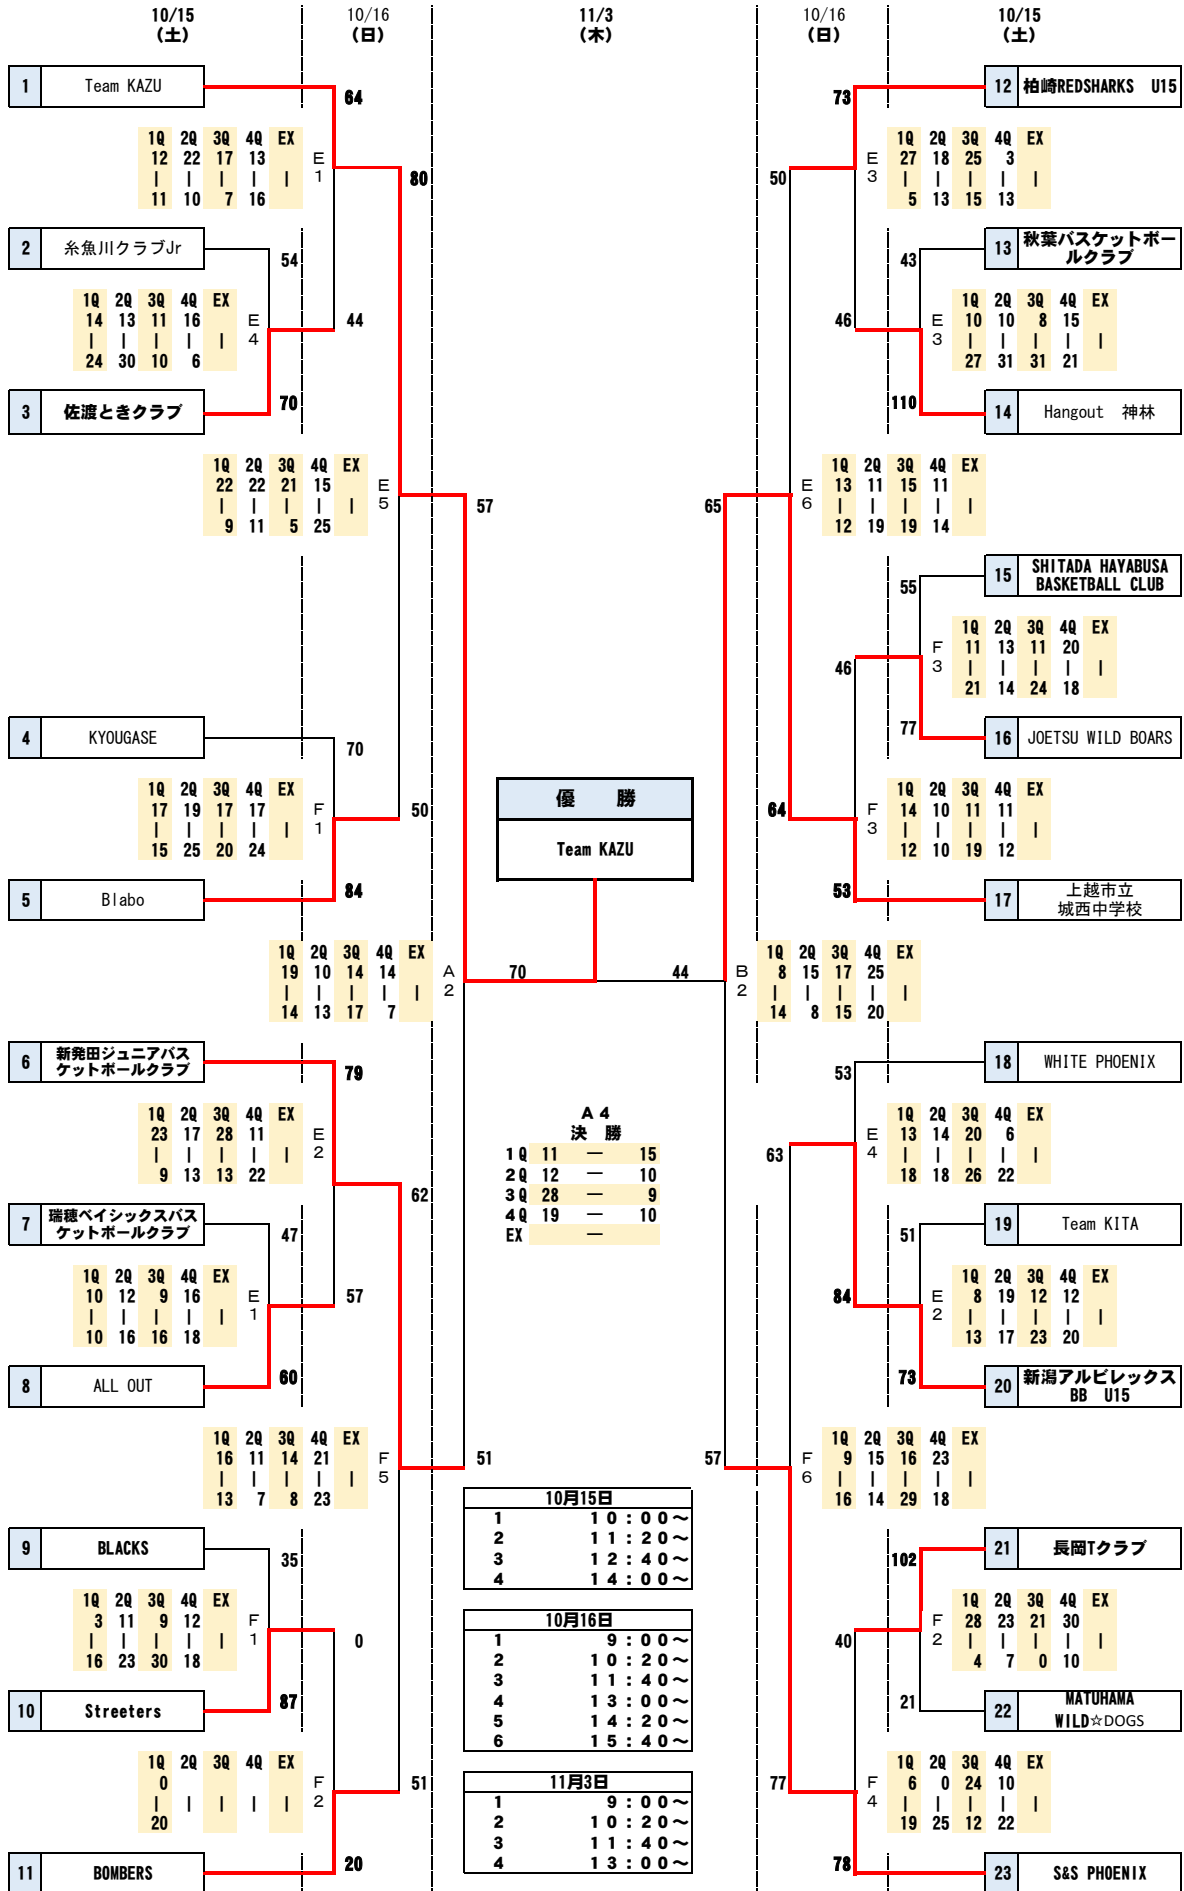 10/15 10/16 11/3 10/16 10/15
(土) (日) (木) (日) (土)
1 Team KAZU
64
1Q 2Q 3Q 4Q EX
12 22 17 13
| | | | |
11 10 7 16
E
1
80
2 糸魚川クラブJr
54
1Q 2Q 3Q 4Q EX
14 13 11 16
| | | | |
24 30 10 6
E
4
44
3 佐渡ときクラブ
70
1Q 2Q 3Q 4Q EX
22 22 21 15
| | | | |
9 11 5 25
E
5
57
4 KYOUGASE
70
1Q 2Q 3Q 4Q EX
17 19 17 17
| | | | |
15 25 20 24
F
1
50
5 Blabo
84
1Q 2Q 3Q 4Q EX
19 10 14 14
| | | | |
14 13 17 7
A
2
70
6 新発田ジュニアバス
ケットボールクラブ
79
1Q 2Q 3Q 4Q EX
23 17 28 11
| | | | |
9 13 13 22
E
2
62
7 瑞穂ベイシックスバス
ケットボールクラブ
47
1Q 2Q 3Q 4Q EX
10 12 9 16
| | | | |
10 16 16 18
E
1
57
8 ALL OUT
60
1Q 2Q 3Q 4Q EX
16 11 14 21
| | | | |
13 7 8 23
F
5
51
9 BLACKS
35
1Q 2Q 3Q 4Q EX
3 11 9 12
| | | | |
16 23 30 18
F
1
0
10 Streeters
87
1Q 2Q 3Q 4Q EX
0
| | | | |
20
F
2
51
11 BOMBERS
20
優 勝
Team KAZU
A4
決 勝
1Q 11 — 15
2Q 12 — 10
3Q 28 — 9
4Q 19 — 10
EX —
10月15日
1 10:00~
2 11:20~
3 12:40~
4 14:00~
10月16日
1 9:00~
2 10:20~
3 11:40~
4 13:00~
5 14:20~
6 15:40~
11月3日
1 9:00~
2 10:20~
3 11:40~
4 13:00~
73
12 柏崎REDSHARKS U15
50
E
3
1Q 2Q 3Q 4Q EX
27 18 25 3
| | | | |
5 13 15 13
43
13 秋葉バスケットボー
ルクラブ
46
E
3
1Q 2Q 3Q 4Q EX
10 10 8 15
| | | | |
27 31 31 21
110
14 Hangout 神林
65
E
6
1Q 2Q 3Q 4Q EX
13 11 15 11
| | | | |
12 19 19 14
55
15 SHITADA HAYABUSA
BASKETBALL CLUB
46
F
3
1Q 2Q 3Q 4Q EX
11 13 11 20
| | | | |
21 14 24 18
77
16 JOETSU WILD BOARS
64
F
3
1Q 2Q 3Q 4Q EX
14 10 11 11
| | | | |
12 10 19 12
53
17 上越市立
城西中学校
44
B
2
1Q 2Q 3Q 4Q EX
8 15 17 25
| | | | |
14 8 15 20
53
18 WHITE PHOENIX
63
E
4
1Q 2Q 3Q 4Q EX
13 14 20 6
| | | | |
18 18 26 22
51
19 Team KITA
84
E
2
1Q 2Q 3Q 4Q EX
8 19 12 12
| | | | |
13 17 23 20
73
20 新潟アルビレックス
BB U15
57
F
6
1Q 2Q 3Q 4Q EX
9 15 16 23
| | | | |
16 14 29 18
102
21 長岡Tクラブ
40
F
2
1Q 2Q 3Q 4Q EX
28 23 21 30
| | | | |
4 7 0 10
21
22 MATUHAMA
WILD☆DOGS
77
F
4
1Q 2Q 3Q 4Q EX
6 0 24 10
| | | | |
19 25 12 22
78
23 S&S PHOENIX